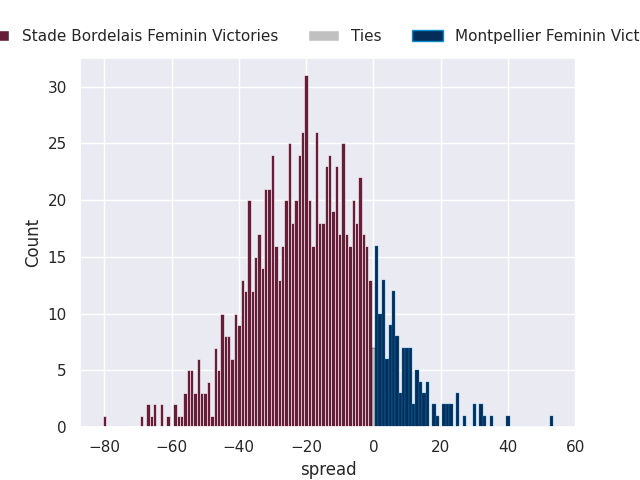 Stade Bordelais Feminin Victories Ties Montpellier Feminin Vict
30
25
20
15
10
5
0
Count
−80 −60 −40 −20 0 20 40 60
spread